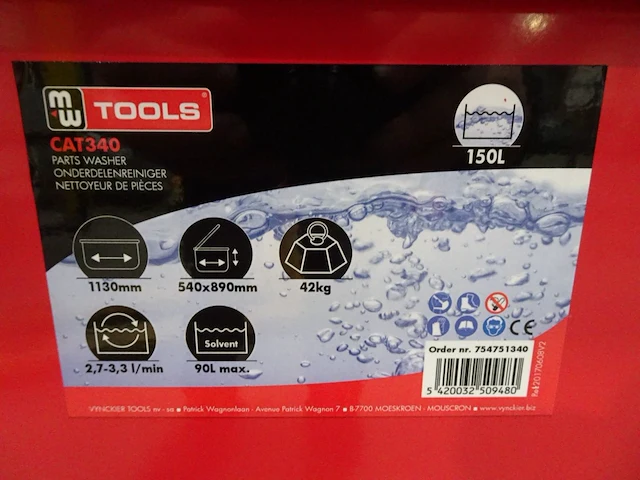 MW TOOLS®
CAT340
PARTS WASHER
ONDERDELENREINIGER
NETTOYEUR DE PIÈCES
150L
1130mm
540x890mm
42kg
2,7-3,3 l/min
Solvent
90L max.
CE
Order nr. 754751340
5 420032 509480
Ref:20170608V2
VYNCKIER TOOLS nv - sa ■ Patrick Wagnonlaan - Avenue Patrick Wagnon 7 ■ B-7700 MOESKROEN - MOUSCRON ■ www.vynckier.biz